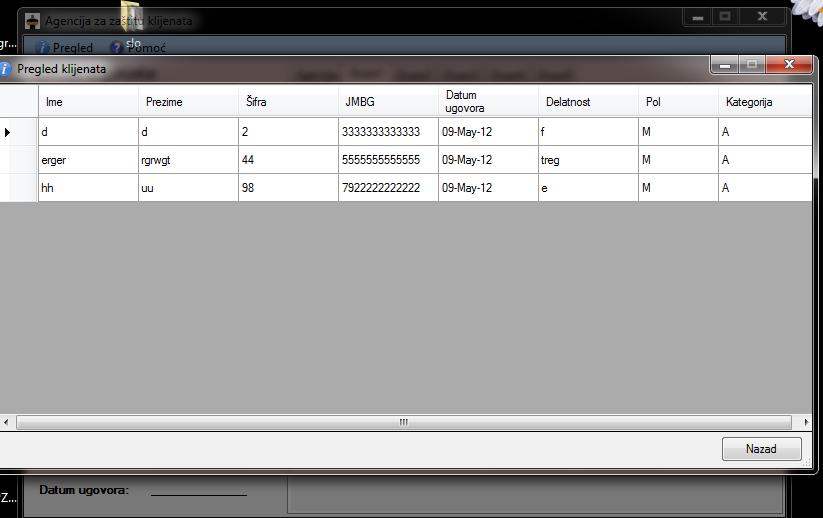 Agencija za zaštitu klijenata
slo
gr...
Pregled Pomoć
Pregled klijenata
Ime Prezime Šifra JMBG Datum ugovora Delatnost Pol Kategorija
d d 2 3333333333333 09-May-12 f M A
erger rgrwgt 44 5555555555555 09-May-12 treg M A
hh uu 98 7922222222222 09-May-12 e M A
Nazad
Datum ugovora:
Z...